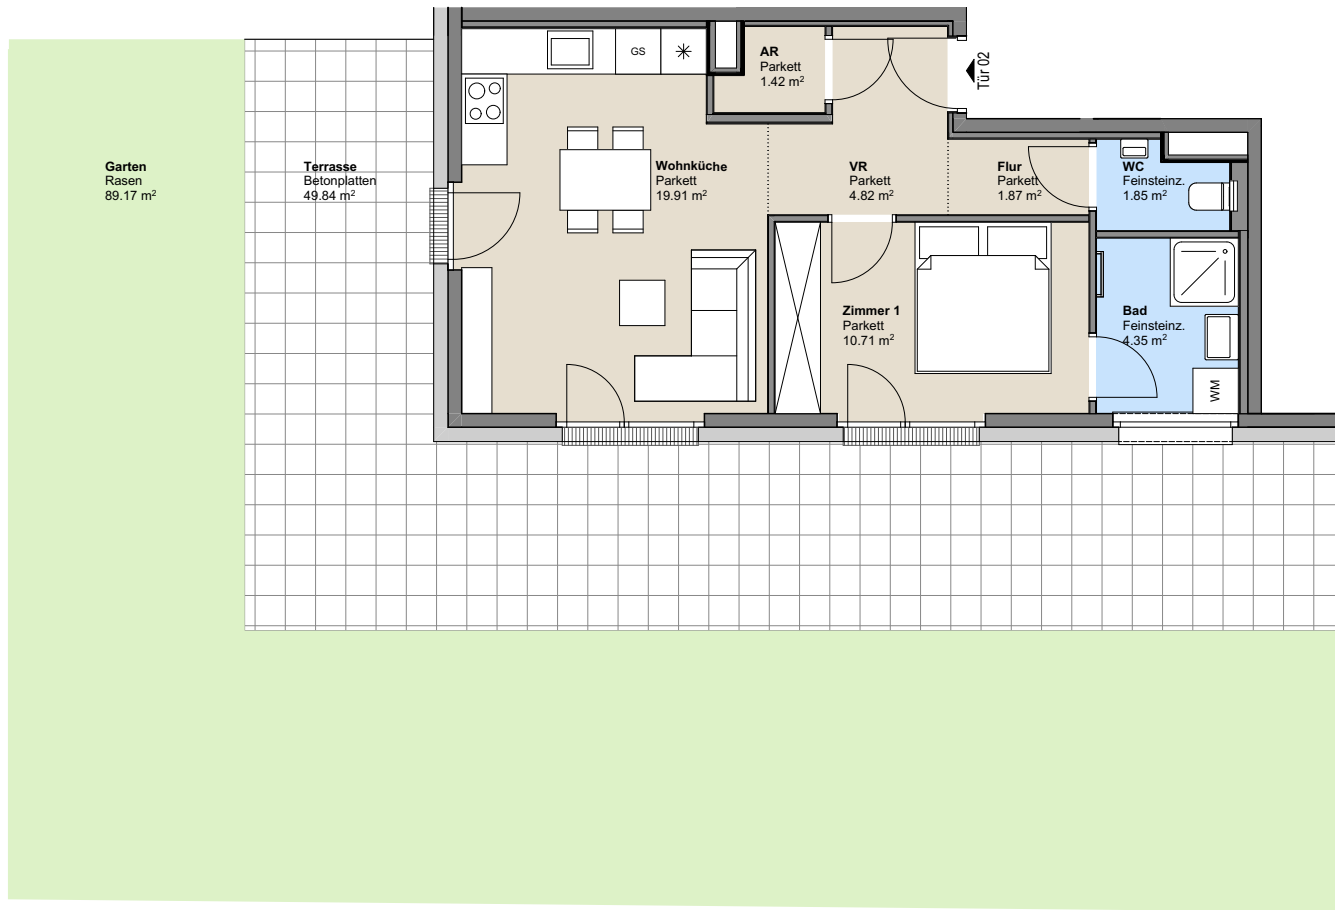 GS
AR
Parkett
1.42 m²
Tür 02
Garten
Rasen
89.17 m²
Terrasse
Betonplatten
49.84 m²
Wohnküche
Parkett
19.91 m²
VR
Parkett
4.82 m²
Flur
Parkett
1.87 m²
WC
Feinsteinz.
1.85 m²
Zimmer 1
Parkett
10.71 m²
Bad
Feinsteinz.
4.35 m²
WM